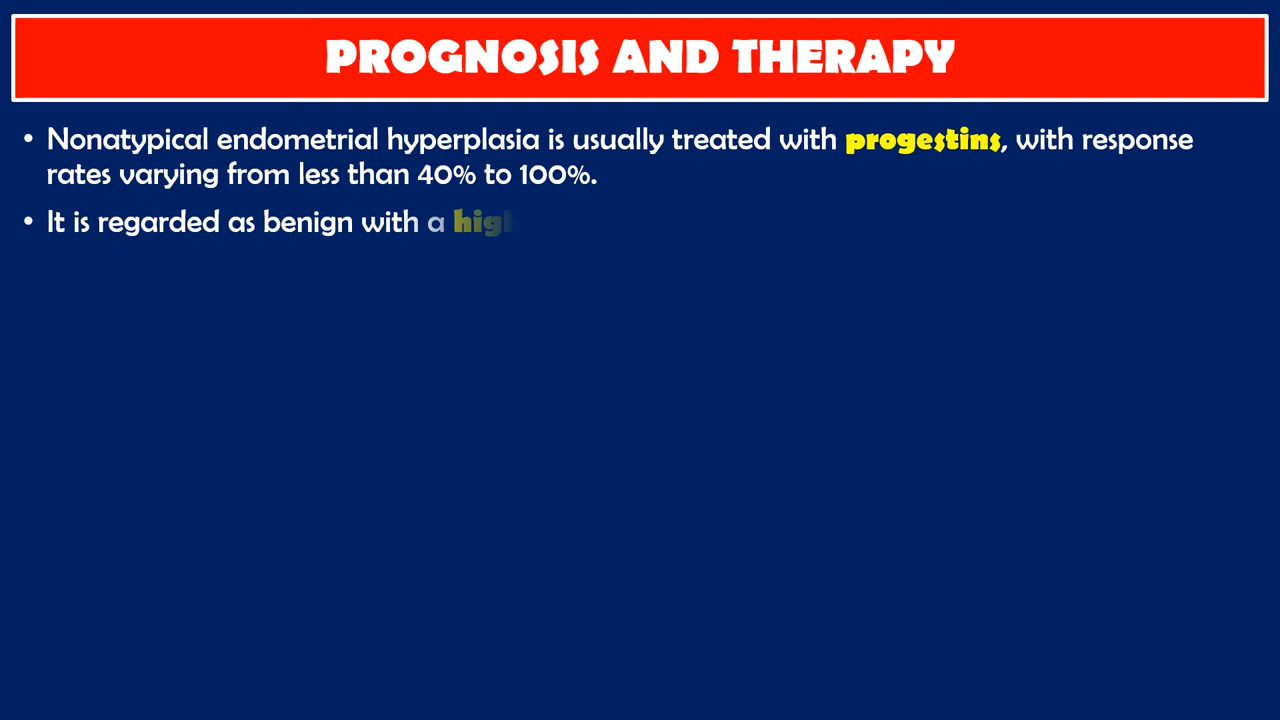 PROGNOSIS AND THERAPY
• Nonatypical endometrial hyperplasia is usually treated with progestins, with response
rates varying from less than 40% to 100%.
• It is regarded as benign with a